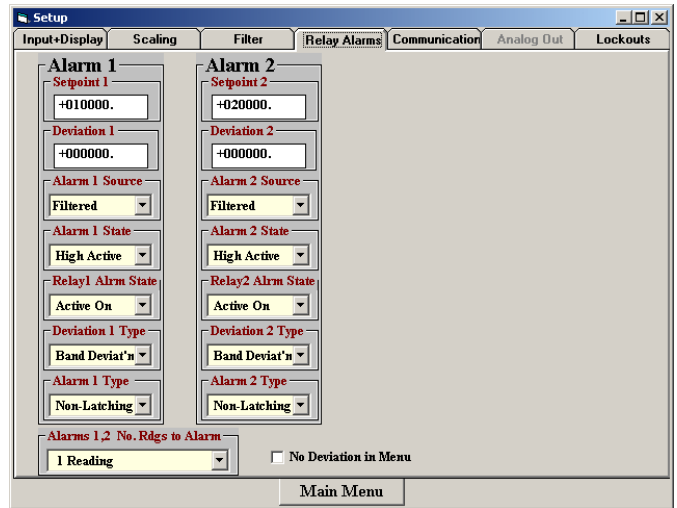 Setup
Input+Display Scaling Filter Relay Alarms Communication Analog Out Lockouts
Alarm 1 Alarm 2
Setpoint 1 Setpoint 2
+010000. +020000.
Deviation 1 Deviation 2
+000000. +000000.
Alarm 1 Source Alarm 2 Source
Filtered Filtered
Alarm 1 State Alarm 2 State
High Active High Active
Relay1 Alrm State Relay2 Alrm State
Active On Active On
Deviation 1 Type Deviation 2 Type
Band Deviat'n Band Deviat'n
Alarm 1 Type Alarm 2 Type
Non-Latching Non-Latching
Alarms 1,2 No. Rdgs to Alarm
1 Reading No Deviation in Menu
Main Menu